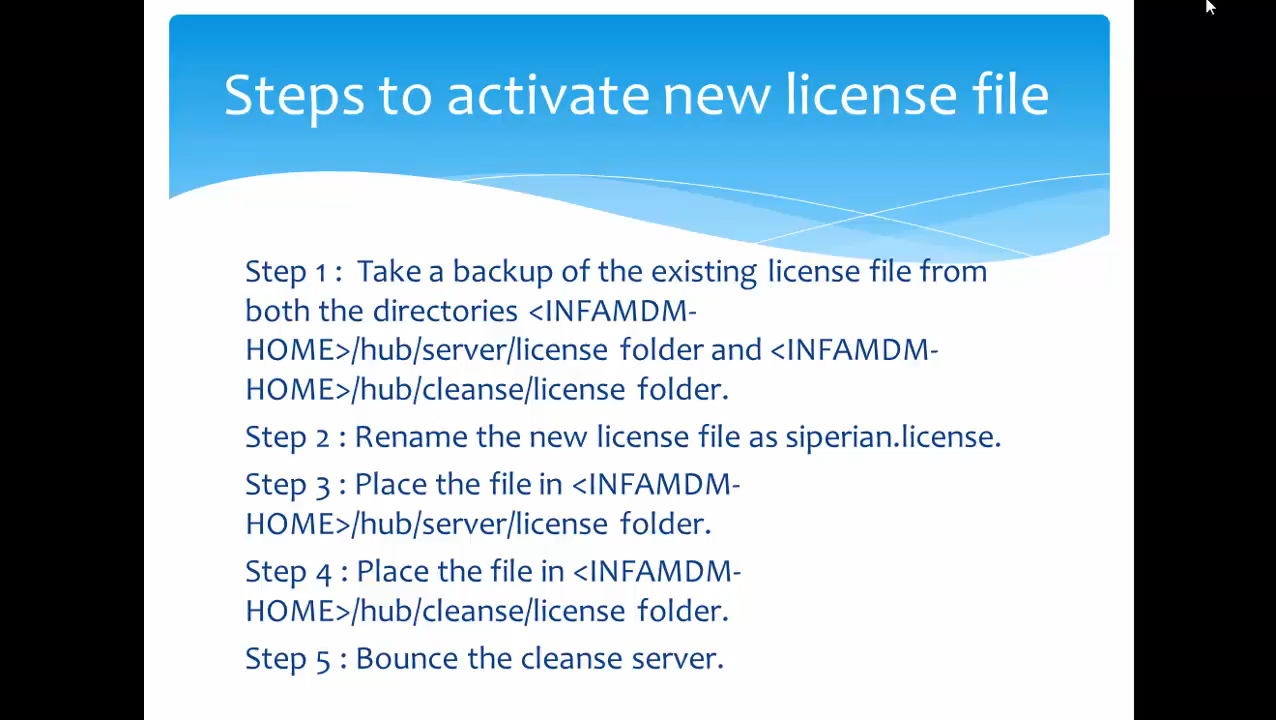 Steps to activate new license file
Step 1 :  Take a backup of the existing license file from
both the directories <INFAMDM-
HOME>/hub/server/license folder and <INFAMDM-
HOME>/hub/cleanse/license folder.
Step 2 : Rename the new license file as siperian.license.
Step 3 : Place the file in <INFAMDM-
HOME>/hub/server/license folder.
Step 4 : Place the file in <INFAMDM-
HOME>/hub/cleanse/license folder.
Step 5 : Bounce the cleanse server.